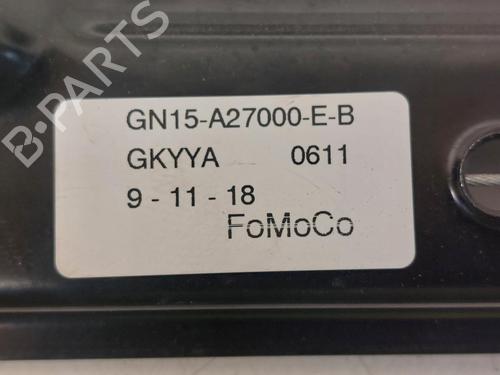 B-PARTS
GN15-A27000-E-B
GKYYA 0611
9 - 11 - 18
FoMoCo